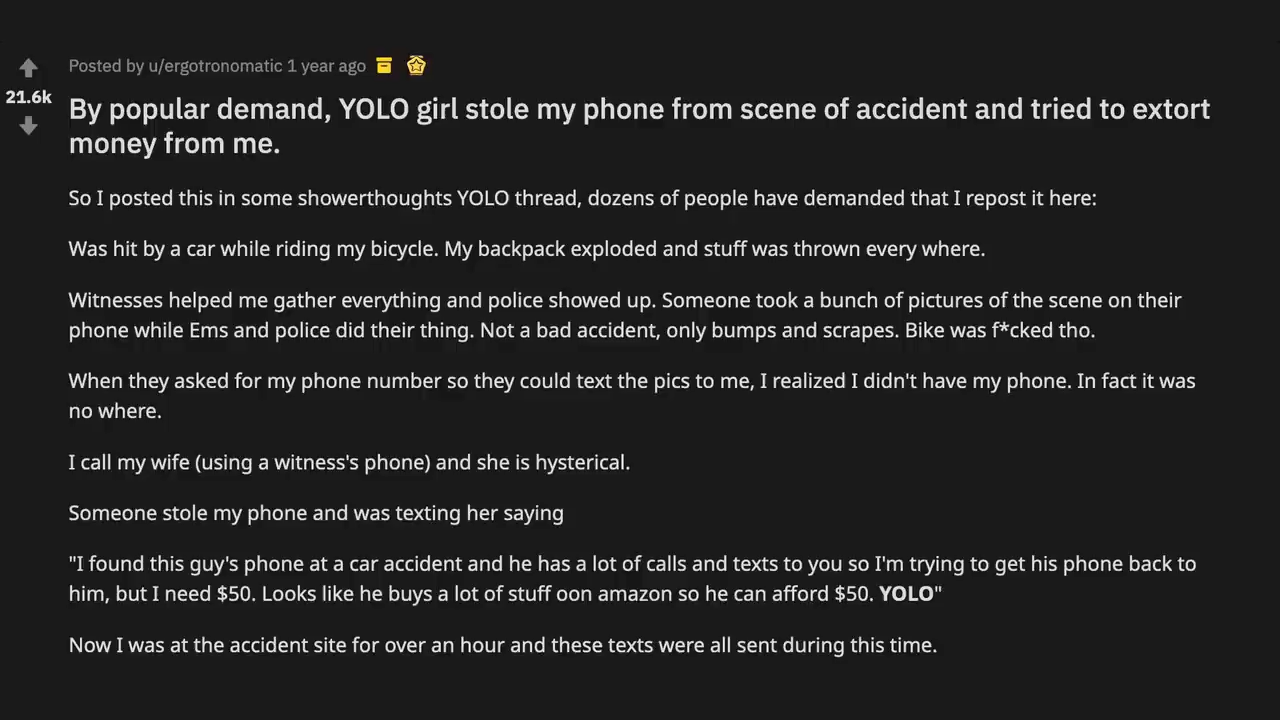 Posted by u/ergotronomatic 1 year ago
21.6k
By popular demand, YOLO girl stole my phone from scene of accident and tried to extort
money from me.
So I posted this in some showerthoughts YOLO thread, dozens of people have demanded that I repost it here:
Was hit by a car while riding my bicycle. My backpack exploded and stuff was thrown every where.
Witnesses helped me gather everything and police showed up. Someone took a bunch of pictures of the scene on their
phone while Ems and police did their thing. Not a bad accident, only bumps and scrapes. Bike was f*cked tho.
When they asked for my phone number so they could text the pics to me, I realized I didn't have my phone. In fact it was
no where.
I call my wife (using a witness's phone) and she is hysterical.
Someone stole my phone and was texting her saying
"I found this guy's phone at a car accident and he has a lot of calls and texts to you so I'm trying to get his phone back to
him, but I need $50. Looks like he buys a lot of stuff oon amazon so he can afford $50. YOLO"
Now I was at the accident site for over an hour and these texts were all sent during this time.